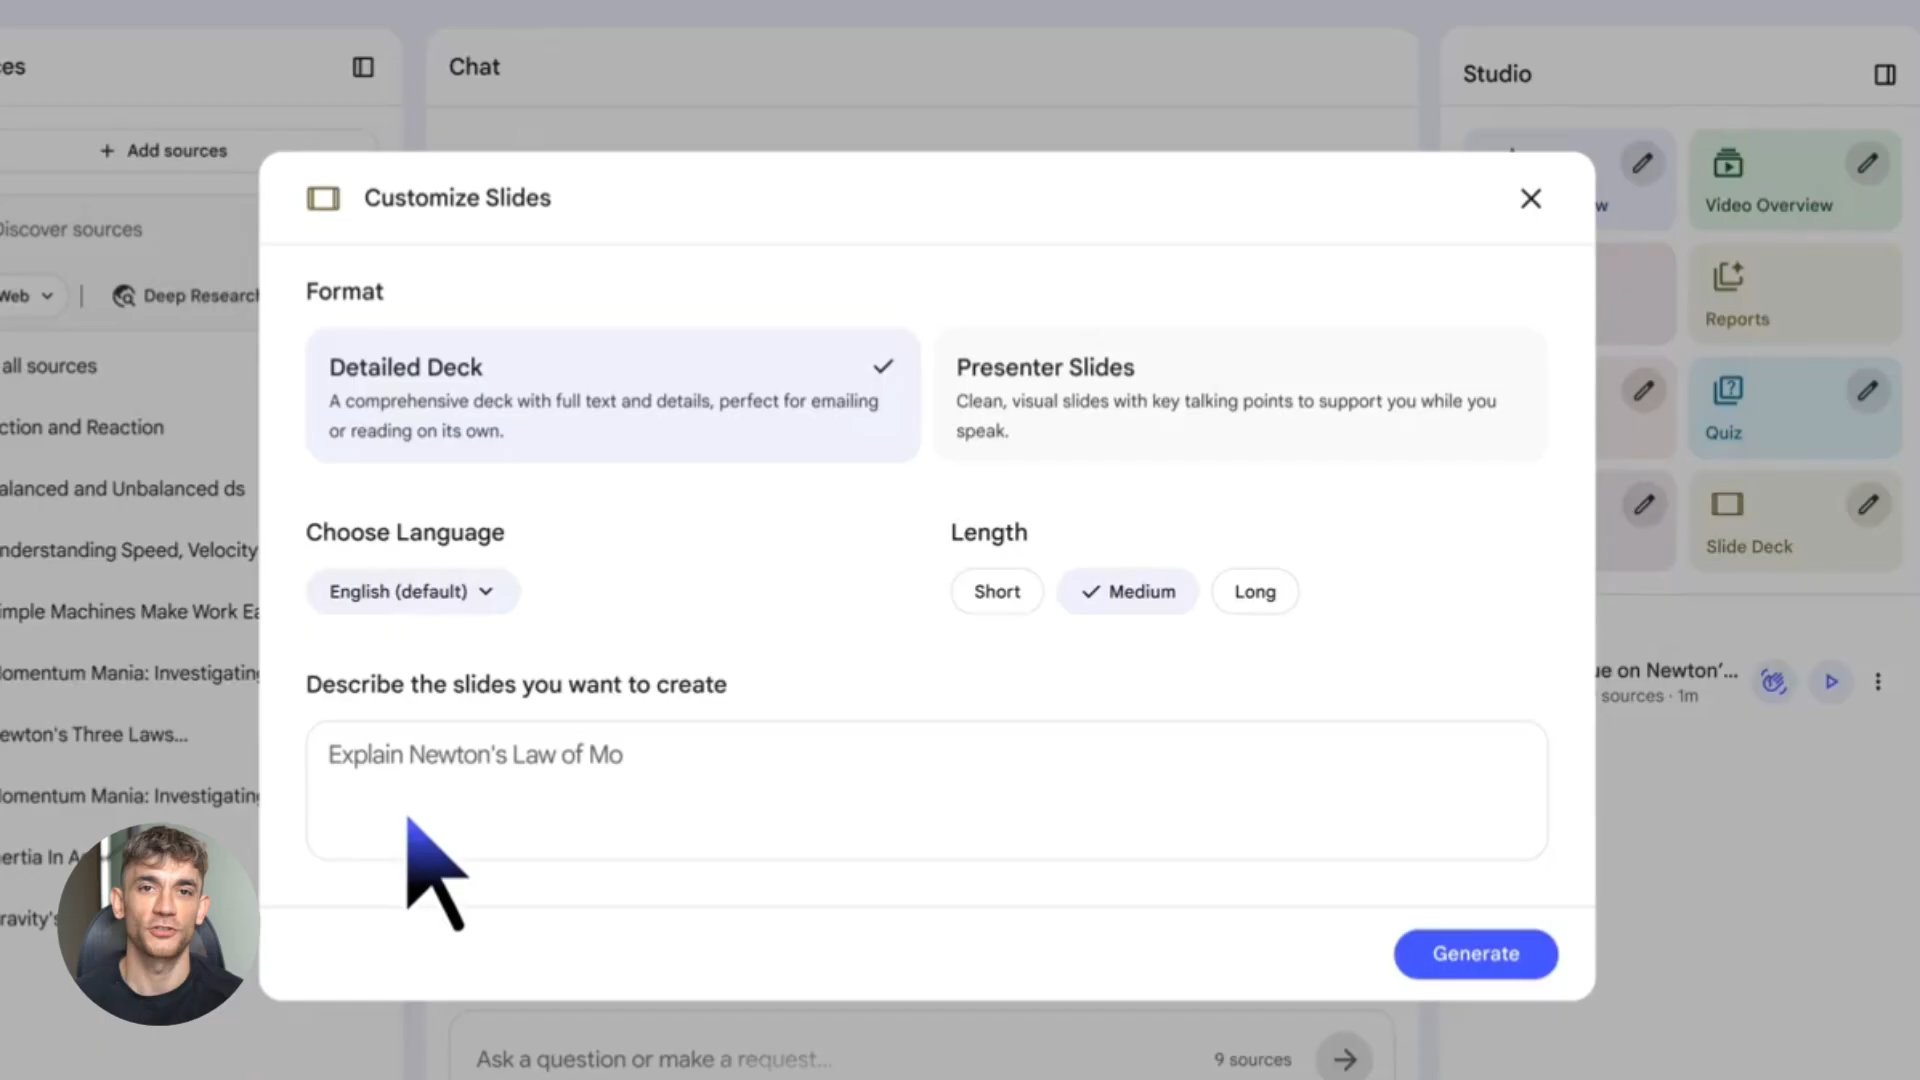 ces
Chat
Studio
+ Add sources
Discover sources
Web
Deep Research
all sources
ction and Reaction
alanced and Unbalanced ds
nderstanding Speed, Velocity
imple Machines Make Work Ea
Momentum Mania: Investigating
ewton's Three Laws...
Momentum Mania: Investigating
ertia In A
ravity's
Customize Slides
Format
Detailed Deck
A comprehensive deck with full text and details, perfect for emailing
or reading on its own.
Presenter Slides
Clean, visual slides with key talking points to support you while you
speak.
Choose Language
English (default)
Length
Short
Medium
Long
Describe the slides you want to create
Explain Newton's Law of Mo
Generate
Ask a question or make a request...
9 sources
w
Video Overview
Reports
Quiz
Slide Deck
ue on Newton'...
sources · 1m